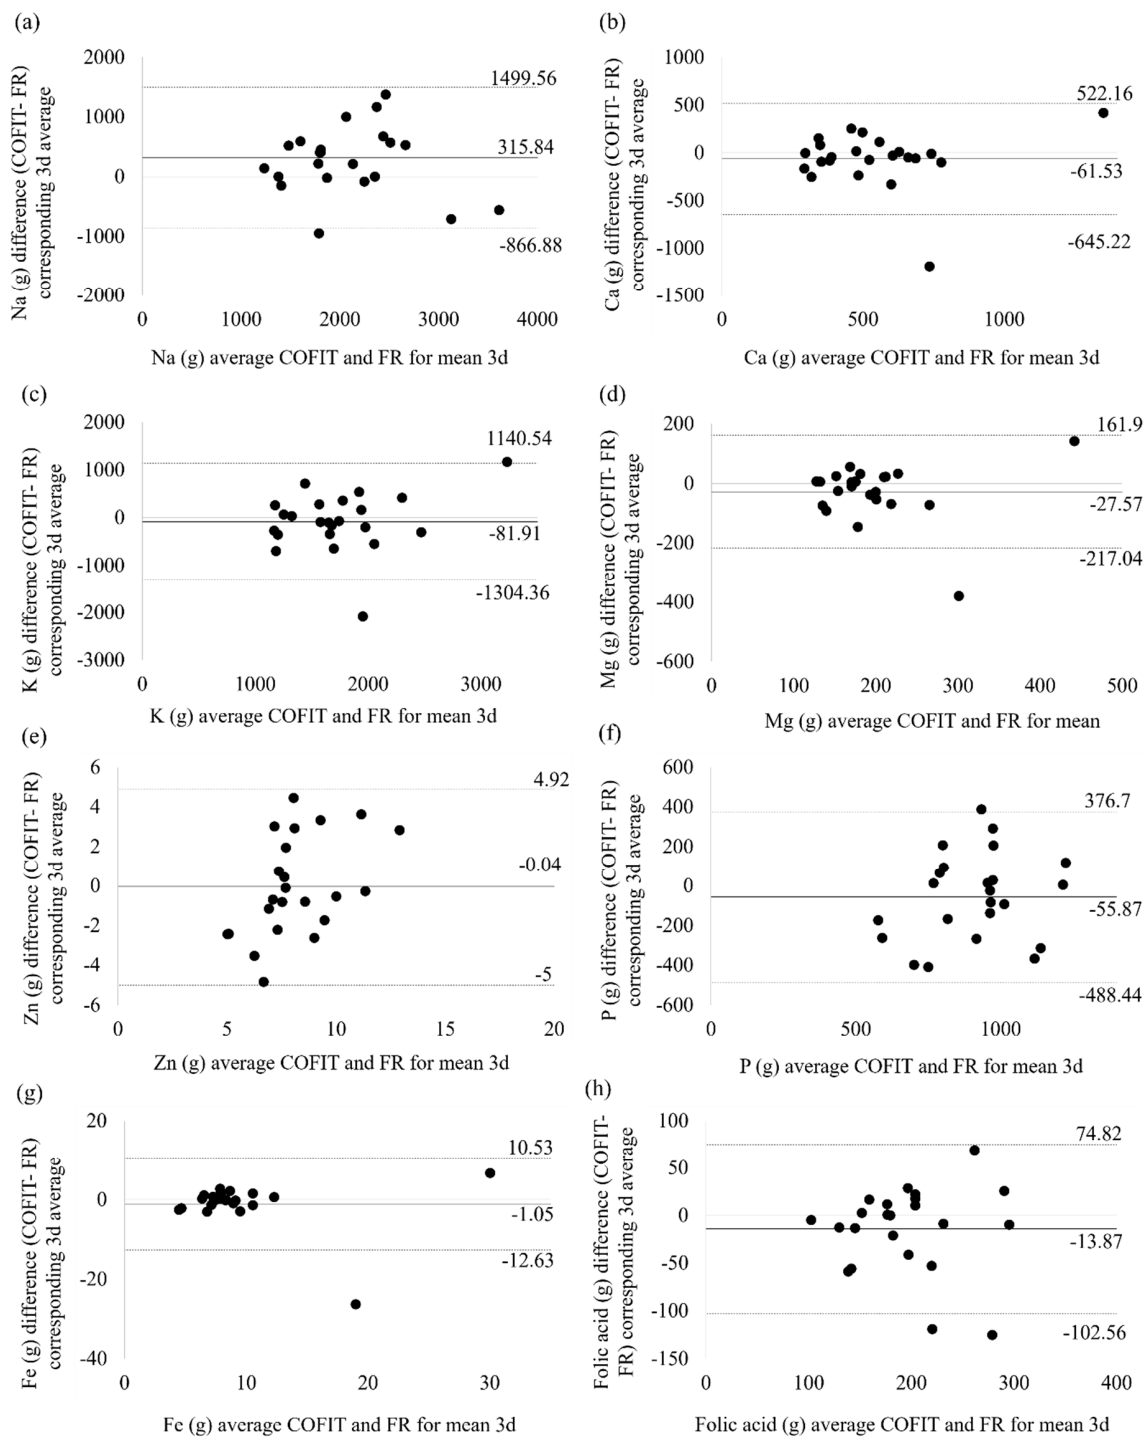 (a)
Na (g) difference (COFIT- FR)
corresponding 3d average
2000
1000
0
-1000
-2000
1499.56
315.84
-866.88
0 1000 2000 3000 4000
Na (g) average COFIT and FR for mean 3d
(b)
Ca (g) difference (COFIT- FR)
corresponding 3d average
1000
500
0
-500
-1000
-1500
522.16
-61.53
-645.22
0 500 1000
Ca (g) average COFIT and FR for mean 3d
(c)
K (g) difference (COFIT- FR)
corresponding 3d average
2000
1000
0
-1000
-2000
-3000
1140.54
-81.91
-1304.36
0 1000 2000 3000
K (g) average COFIT and FR for mean 3d
(d)
Mg (g) difference (COFIT- FR)
corresponding 3d average
200
0
-200
-400
-600
161.9
-27.57
-217.04
0 100 200 300 400 500
Mg (g) average COFIT and FR for mean
(e)
Zn (g) difference (COFIT- FR)
corresponding 3d average
6
4
2
0
-2
-4
-6
4.92
-0.04
-5
0 5 10 15 20
Zn (g) average COFIT and FR for mean 3d
(f)
P (g) difference (COFIT- FR)
corresponding 3d average
600
400
200
0
-200
-400
-600
376.7
-55.87
-488.44
0 500 1000
P (g) average COFIT and FR for mean 3d
(g)
Fe (g) difference (COFIT- FR)
corresponding 3d average
20
0
-20
-40
10.53
-1.05
-12.63
0 10 20 30
Fe (g) average COFIT and FR for mean 3d
(h)
Folic acid (g) difference (COFIT-
FR) corresponding 3d average
100
50
0
-50
-100
-150
74.82
-13.87
-102.56
0 100 200 300 400
Folic acid (g) average COFIT and FR for mean 3d